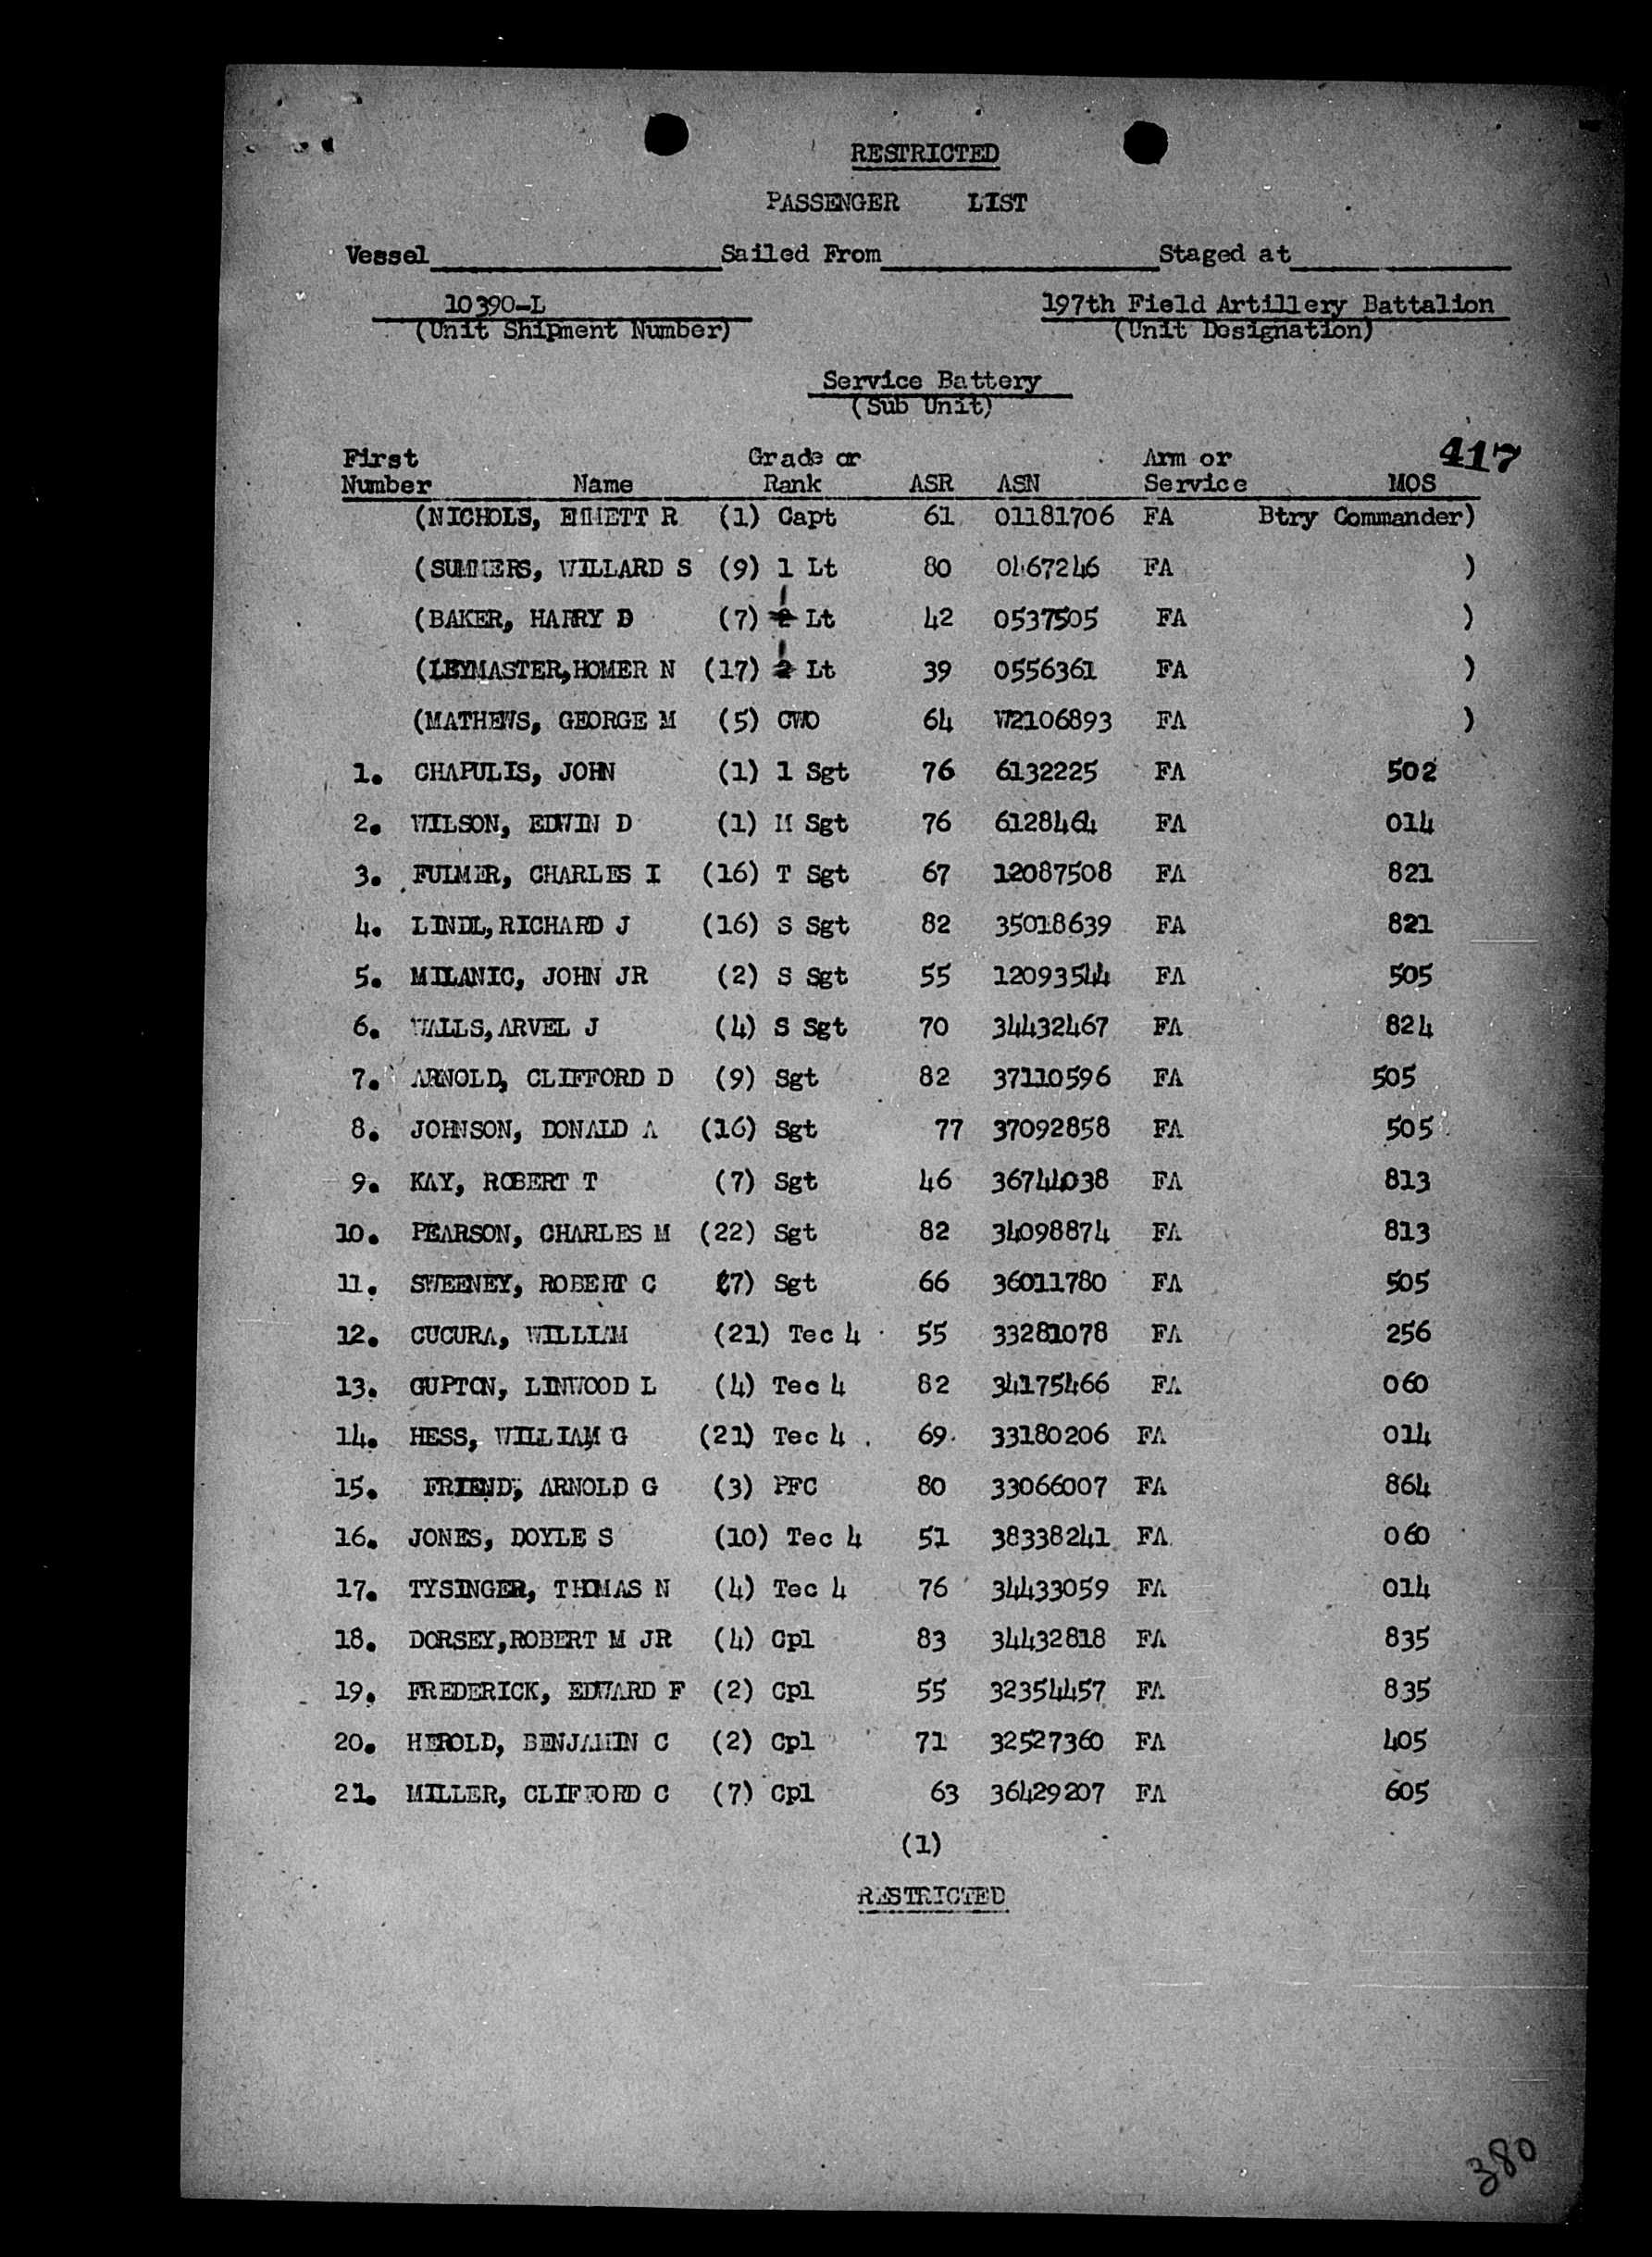 RESTRICTED
PASSENGER LIST
Vessel Sailed From Staged at
10390-L 197th Field Artillery Battalion
(Unit Shipment Number) (Unit Designation)
Service Battery
(Sub Unit)
417
First Grade or Arm or
Number Name Rank ASR ASN Service MOS
(NICHOLS, EMMETT R (1) Capt 61 01181706 FA Btry Commander)
(SUMMERS, WILLARD S (9) 1 Lt 80 0467246 FA )
(BAKER, HARRY D (7) 1 Lt 42 0537505 FA )
(LEYMASTER,HOMER N (17) 1 Lt 39 0556361 FA )
(MATHEWS, GEORGE M (5) CWO 64 W2106893 FA )
1. CHAPULIS, JOHN (1) 1 Sgt 76 6132225 FA 502
2. WILSON, EDWIN D (1) M Sgt 76 6128464 FA 014
3. FULMER, CHARLES I (16) T Sgt 67 12087508 FA 821
4. LINDL,RICHARD J (16) S Sgt 82 35018639 FA 821
5. MILANIC, JOHN JR (2) S Sgt 55 12093544 FA 505
6. WALLS,ARVEL J (4) S Sgt 70 34432467 FA 824
7. ARNOLD, CLIFFORD D (9) Sgt 82 37110596 FA 505
8. JOHNSON, DONALD A (16) Sgt 77 37092858 FA 505
9. KAY, ROBERT T (7) Sgt 46 36744038 FA 813
10. PEARSON, CHARLES M (22) Sgt 82 34098874 FA 813
11. SWEENEY, ROBERT C (7) Sgt 66 36011780 FA 505
12. CUCURA, WILLIAM (21) Tec 4 55 33281078 FA 256
13. GUPTON, LINWOOD L (4) Tec 4 82 34175466 FA 060
14. HESS, WILLIAM G (21) Tec 4 69 33180206 FA 014
15. FRIEND, ARNOLD G (3) PFC 80 33066007 FA 864
16. JONES, DOYLE S (10) Tec 4 51 38338241 FA 060
17. TYSINGER, THOMAS N (4) Tec 4 76 34433059 FA 014
18. DORSEY,ROBERT M JR (4) Cpl 83 34432818 FA 835
19. FREDERICK, EDWARD F (2) Cpl 55 32354457 FA 835
20. HEROLD, BENJAMIN C (2) Cpl 71 32527360 FA 405
21. MILLER, CLIFFORD C (7) Cpl 63 36429207 FA 605
(1)
RESTRICTED
380